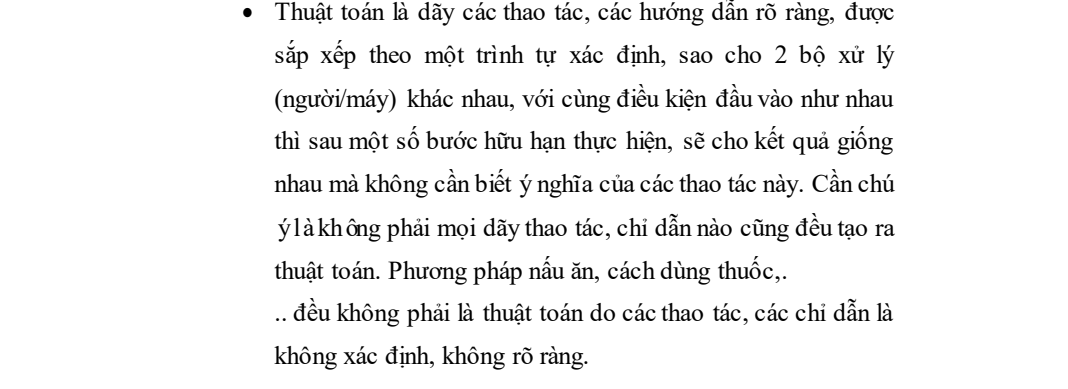 • Thuật toán là dãy các thao tác, các hướng dẫn rõ ràng, được
sắp xếp theo một trình tự xác định, sao cho 2 bộ xử lý
(người/máy) khác nhau, với cùng điều kiện đầu vào như nhau
thì sau một số bước hữu hạn thực hiện, sẽ cho kết quả giống
nhau mà không cần biết ý nghĩa của các thao tác này. Cần chú
ý là không phải mọi dãy thao tác, chỉ dẫn nào cũng đều tạo ra
thuật toán. Phương pháp nấu ăn, cách dùng thuốc,.
.. đều không phải là thuật toán do các thao tác, các chỉ dẫn là
không xác định, không rõ ràng.